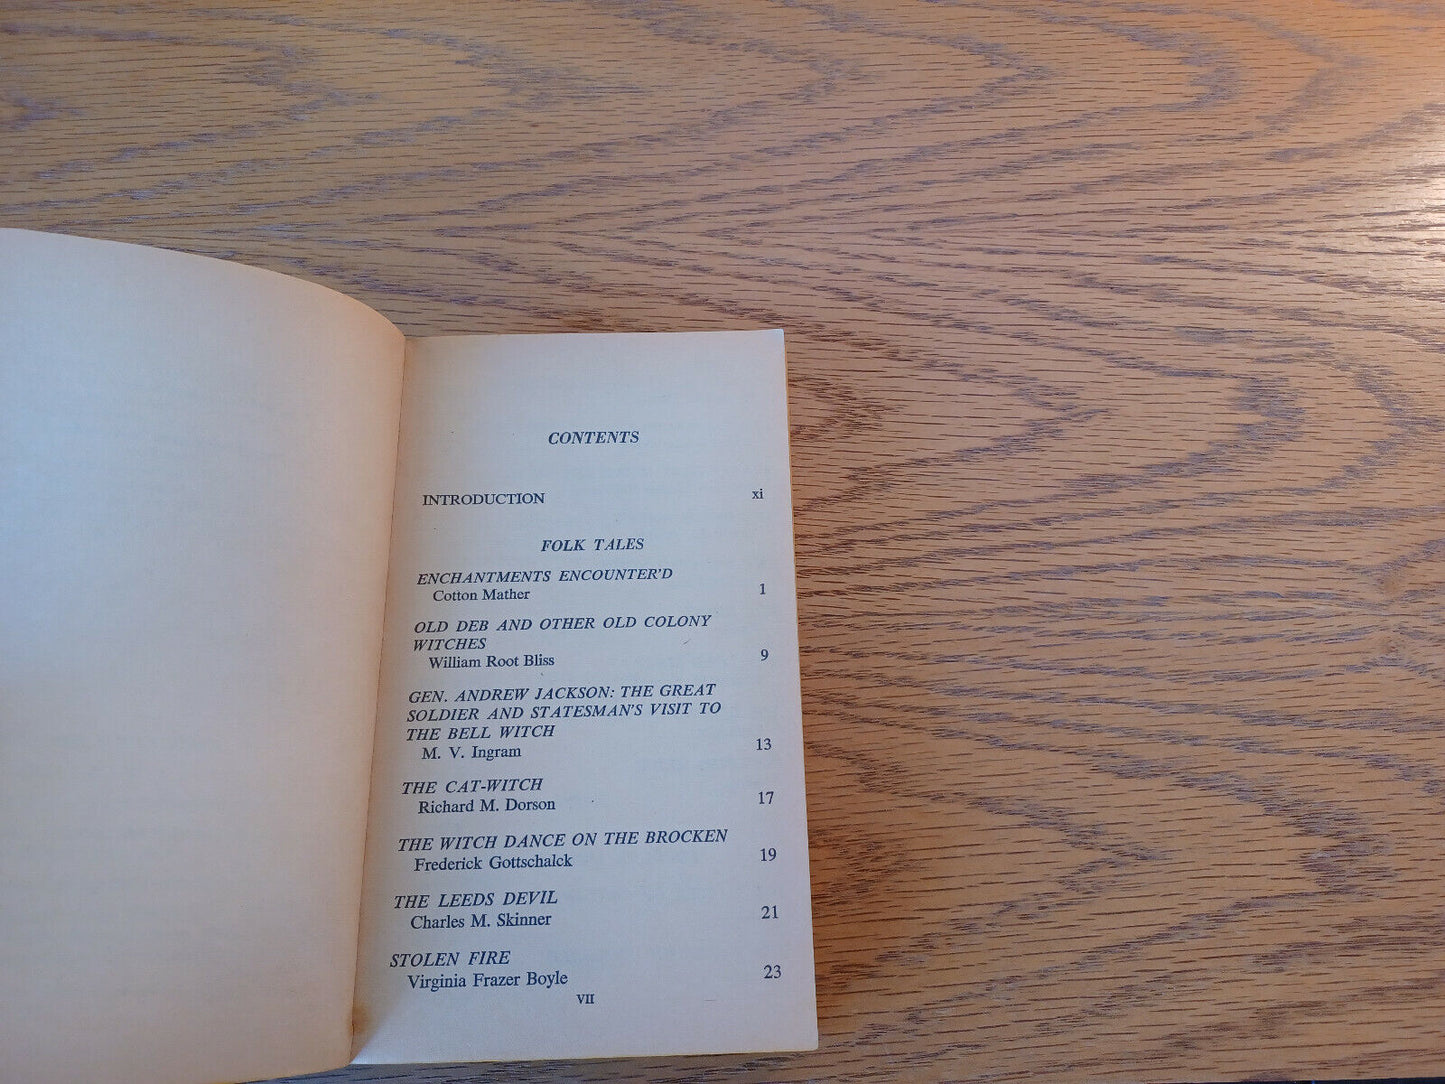 CONTENTS
INTRODUCTION xi
FOLK TALES
ENCHANTMENTS ENCOUNTER'D
Cotton Mather 1
OLD DEB AND OTHER OLD COLONY
WITCHES
William Root Bliss 9
GEN. ANDREW JACKSON: THE GREAT
SOLDIER AND STATESMAN'S VISIT TO
THE BELL WITCH
M. V. Ingram 13
THE CAT-WITCH
Richard M. Dorson 17
THE WITCH DANCE ON THE BROCKEN
Frederick Gottschalck 19
THE LEEDS DEVIL
Charles M. Skinner 21
STOLEN FIRE
Virginia Frazer Boyle 23
VII